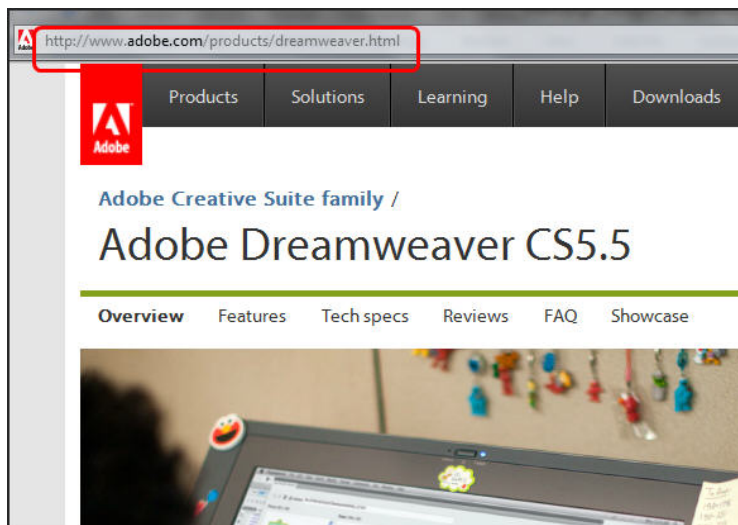 http://www.adobe.com/products/dreamweaver.html
Adobe
Products Solutions Learning Help Downloads
Adobe
Adobe Creative Suite family /
Adobe Dreamweaver CS5.5
Overview Features Tech specs Reviews FAQ Showcase